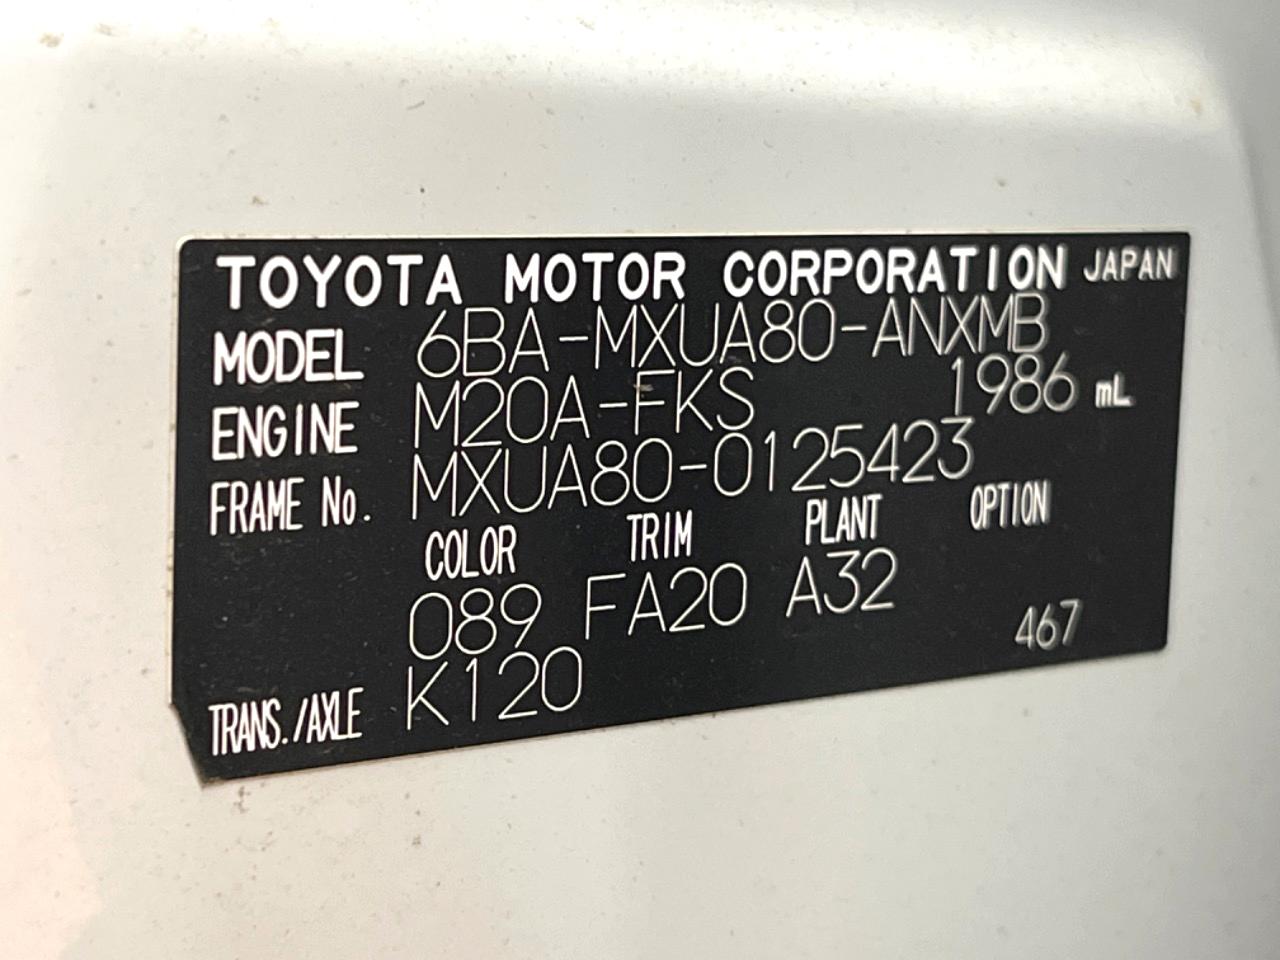 TOYOTA MOTOR CORPORATION JAPAN
MODEL 6BA-MXUA80-ANXMB
ENGINE M20A-FKS 1986 mL
FRAME No. MXUA80-0125423
COLOR TRIM PLANT OPTION
089 FA20 A32
467
TRANS./AXLE K120